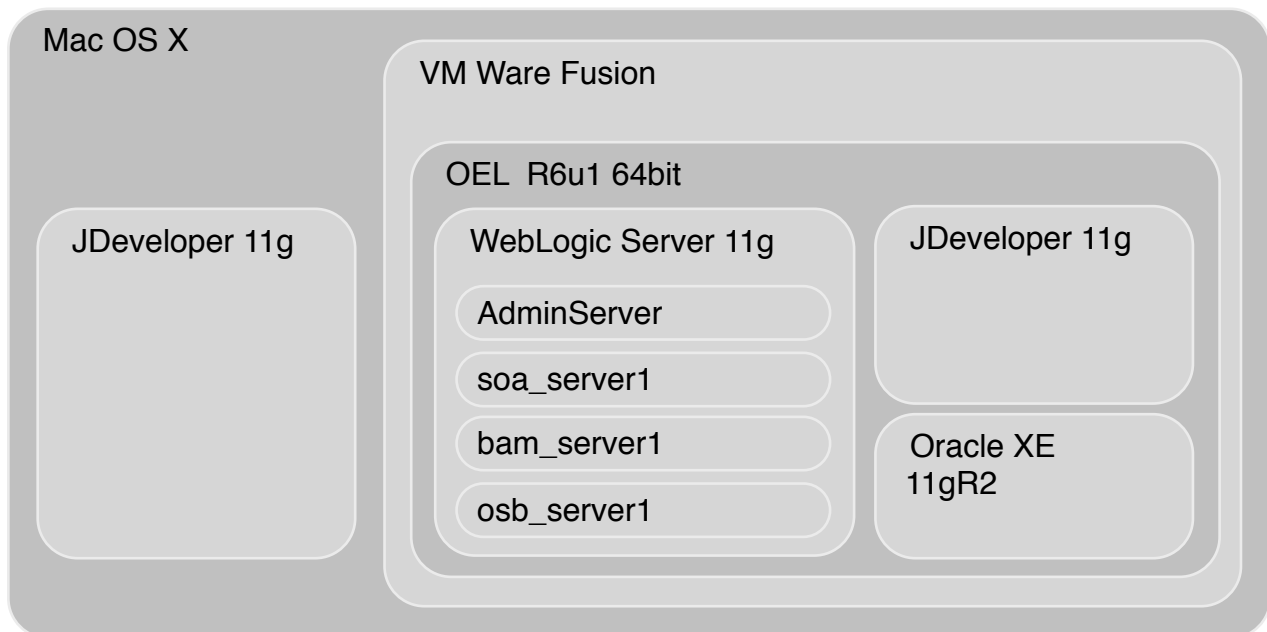 Mac OS X
VM Ware Fusion
OEL R6u1 64bit
JDeveloper 11g
WebLogic Server 11g
AdminServer
soa_server1
bam_server1
osb_server1
JDeveloper 11g
Oracle XE
11gR2